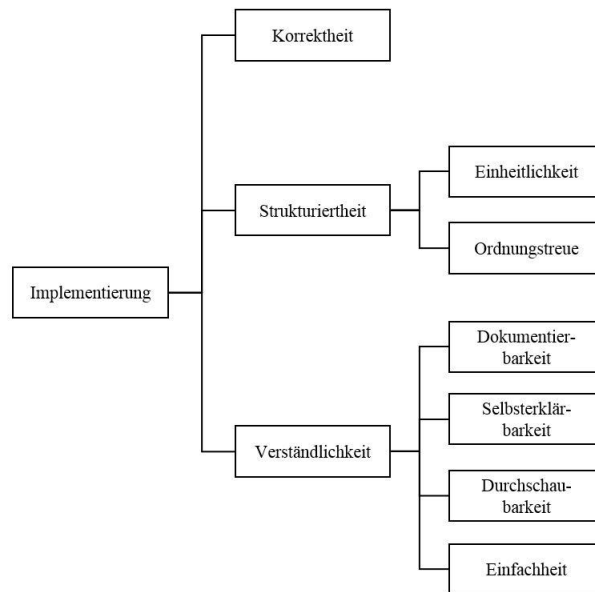 Korrektheit
Einheitlichkeit
Strukturiertheit
Ordnungstreue
Implementierung
Dokumentier-
barkeit
Selbsterklär-
barkeit
Verständlichkeit
Durchschau-
barkeit
Einfachheit